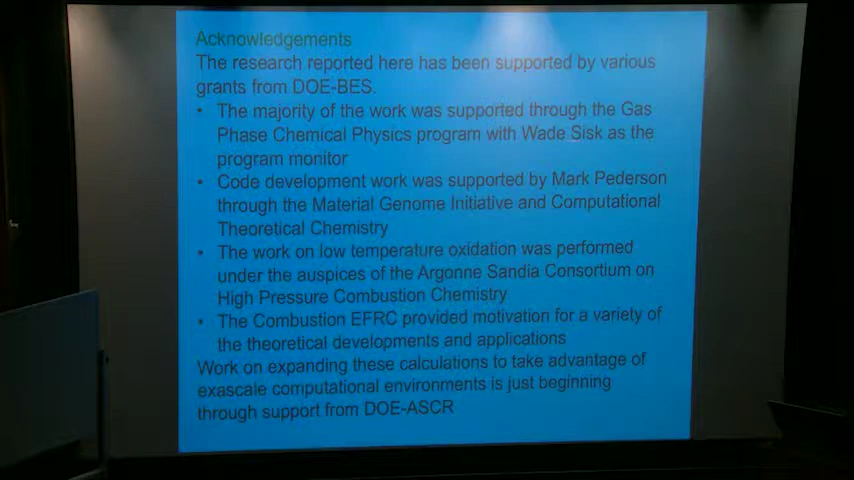 Acknowledgements
The research reported here has been supported by various
grants from DOE-BES.
• The majority of the work was supported through the Gas
Phase Chemical Physics program with Wade Sisk as the
program monitor
• Code development work was supported by Mark Pederson
through the Material Genome Initiative and Computational
Theoretical Chemistry
• The work on low temperature oxidation was performed
under the auspices of the Argonne Sandia Consortium on
High Pressure Combustion Chemistry
• The Combustion EFRC provided motivation for a variety of
the theoretical developments and applications
Work on expanding these calculations to take advantage of
exascale computational environments is just beginning
through support from DOE-ASCR